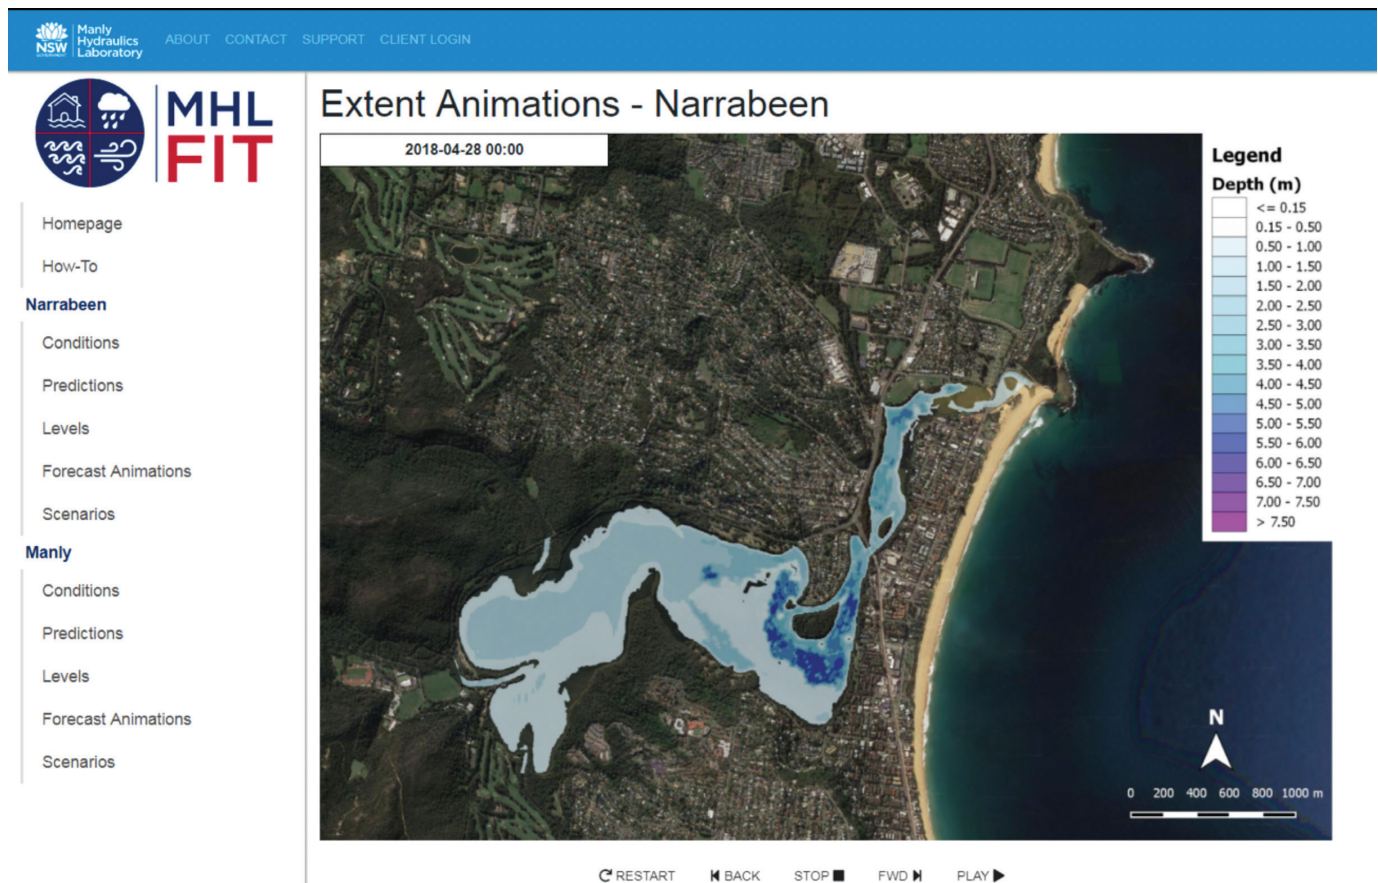 NSW
GOVERNMENT
Manly
Hydraulics
Laboratory
ABOUT CONTACT SUPPORT CLIENT LOGIN
MHL
FIT
Homepage
How-To
Narrabeen
Conditions
Predictions
Levels
Forecast Animations
Scenarios
Manly
Conditions
Predictions
Levels
Forecast Animations
Scenarios
Extent Animations - Narrabeen
2018-04-28 00:00
Legend
Depth (m)
<= 0.15
0.15 - 0.50
0.50 - 1.00
1.00 - 1.50
1.50 - 2.00
2.00 - 2.50
2.50 - 3.00
3.00 - 3.50
3.50 - 4.00
4.00 - 4.50
4.50 - 5.00
5.00 - 5.50
5.50 - 6.00
6.00 - 6.50
6.50 - 7.00
7.00 - 7.50
> 7.50
N
0 200 400 600 800 1000 m
RESTART BACK STOP FWD PLAY